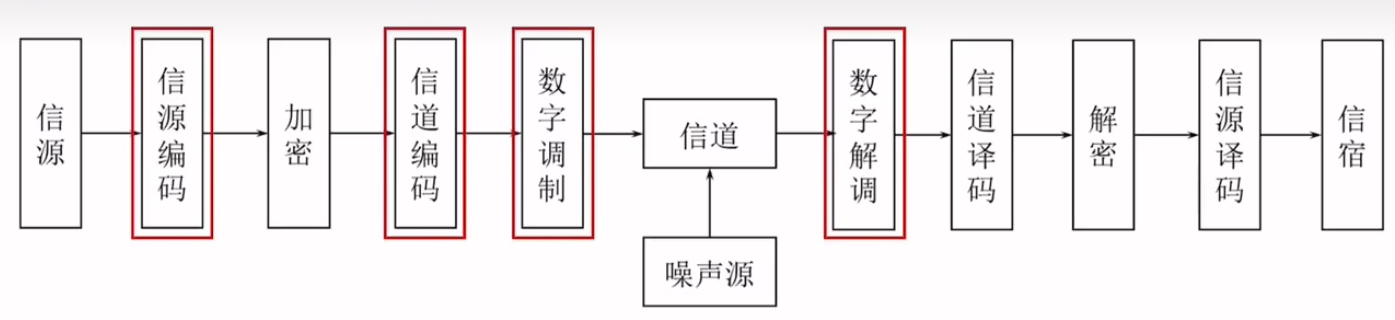 信源
信源编码
加密
信道编码
数字调制
信道
噪声源
数字解调
信道译码
解密
信源译码
信宿